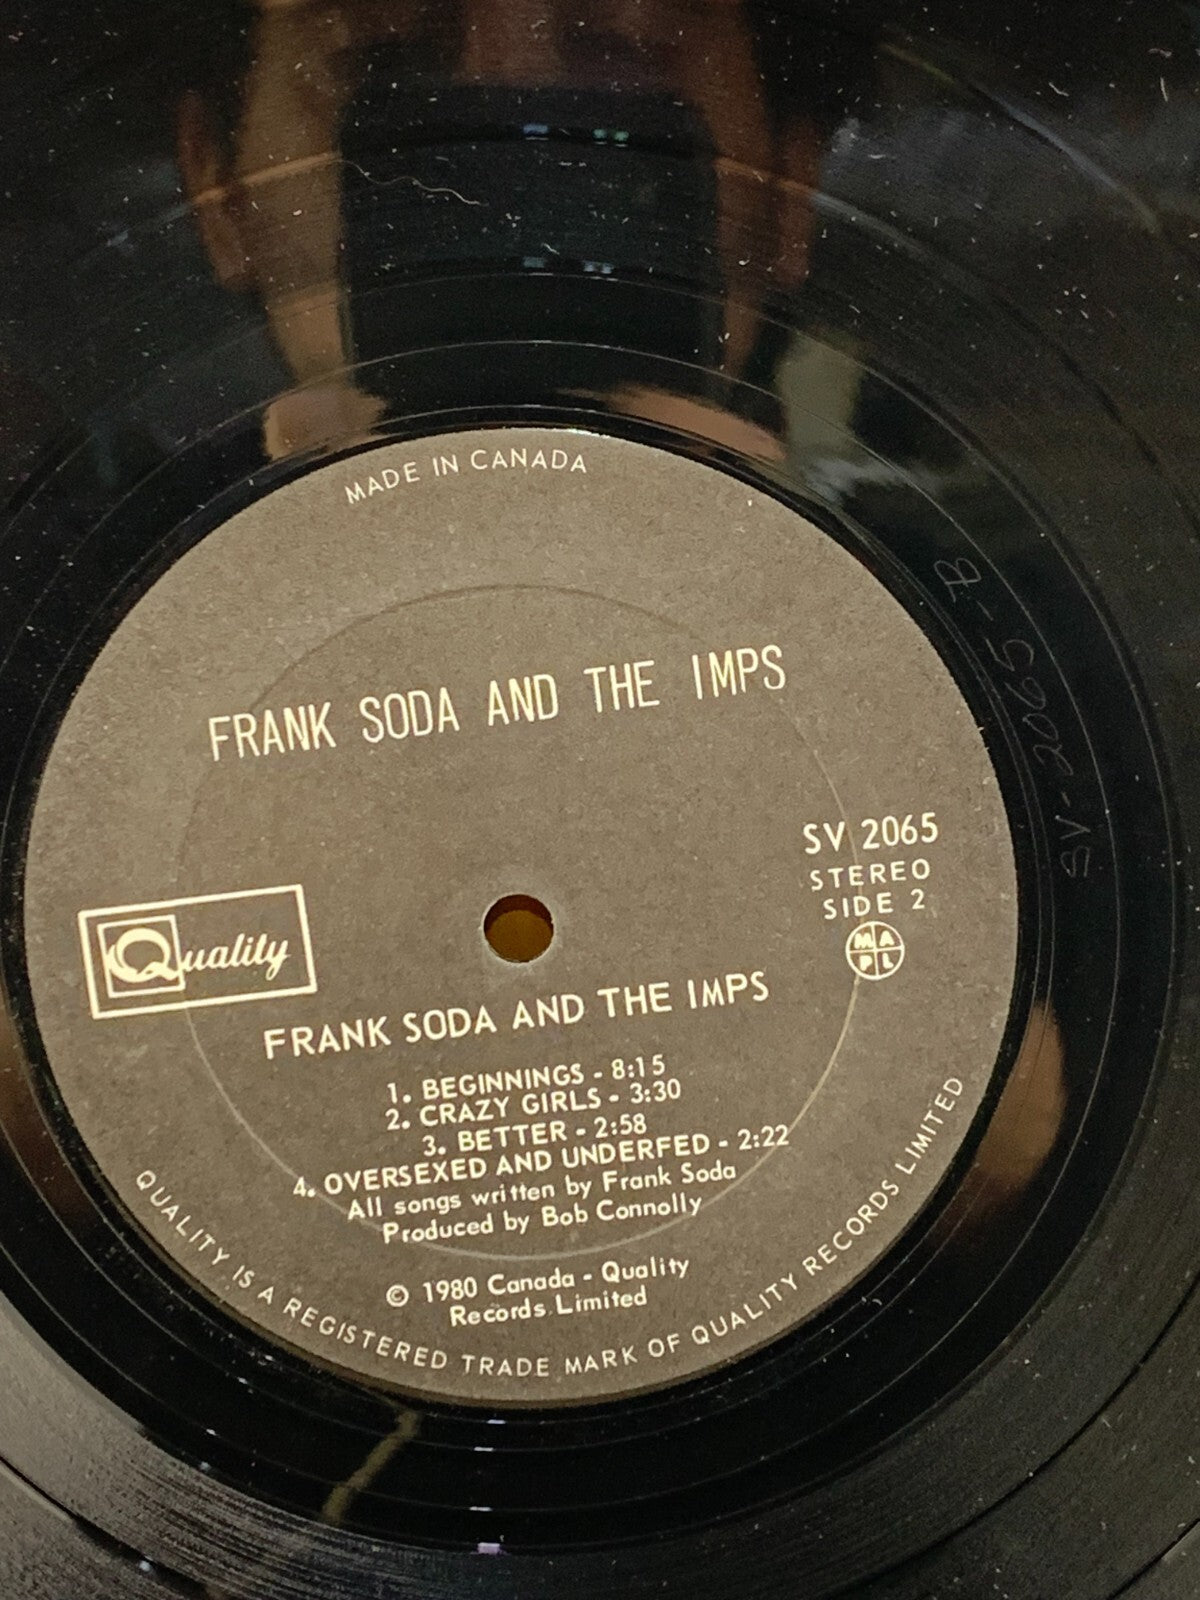 MADE IN CANADA
FRANK SODA AND THE IMPS
SV 2065
STEREO
SIDE 2
MAPL
Quality
FRANK SODA AND THE IMPS
1. BEGINNINGS - 8:15
2. CRAZY GIRLS - 3:30
3. BETTER - 2:58
4. OVERSEXED AND UNDERFED - 2:22
All songs written by Frank Soda
Produced by Bob Connolly
© 1980 Canada - Quality
Records Limited
QUALITY IS A REGISTERED TRADE MARK OF QUALITY RECORDS LIMITED
SV-2065-B